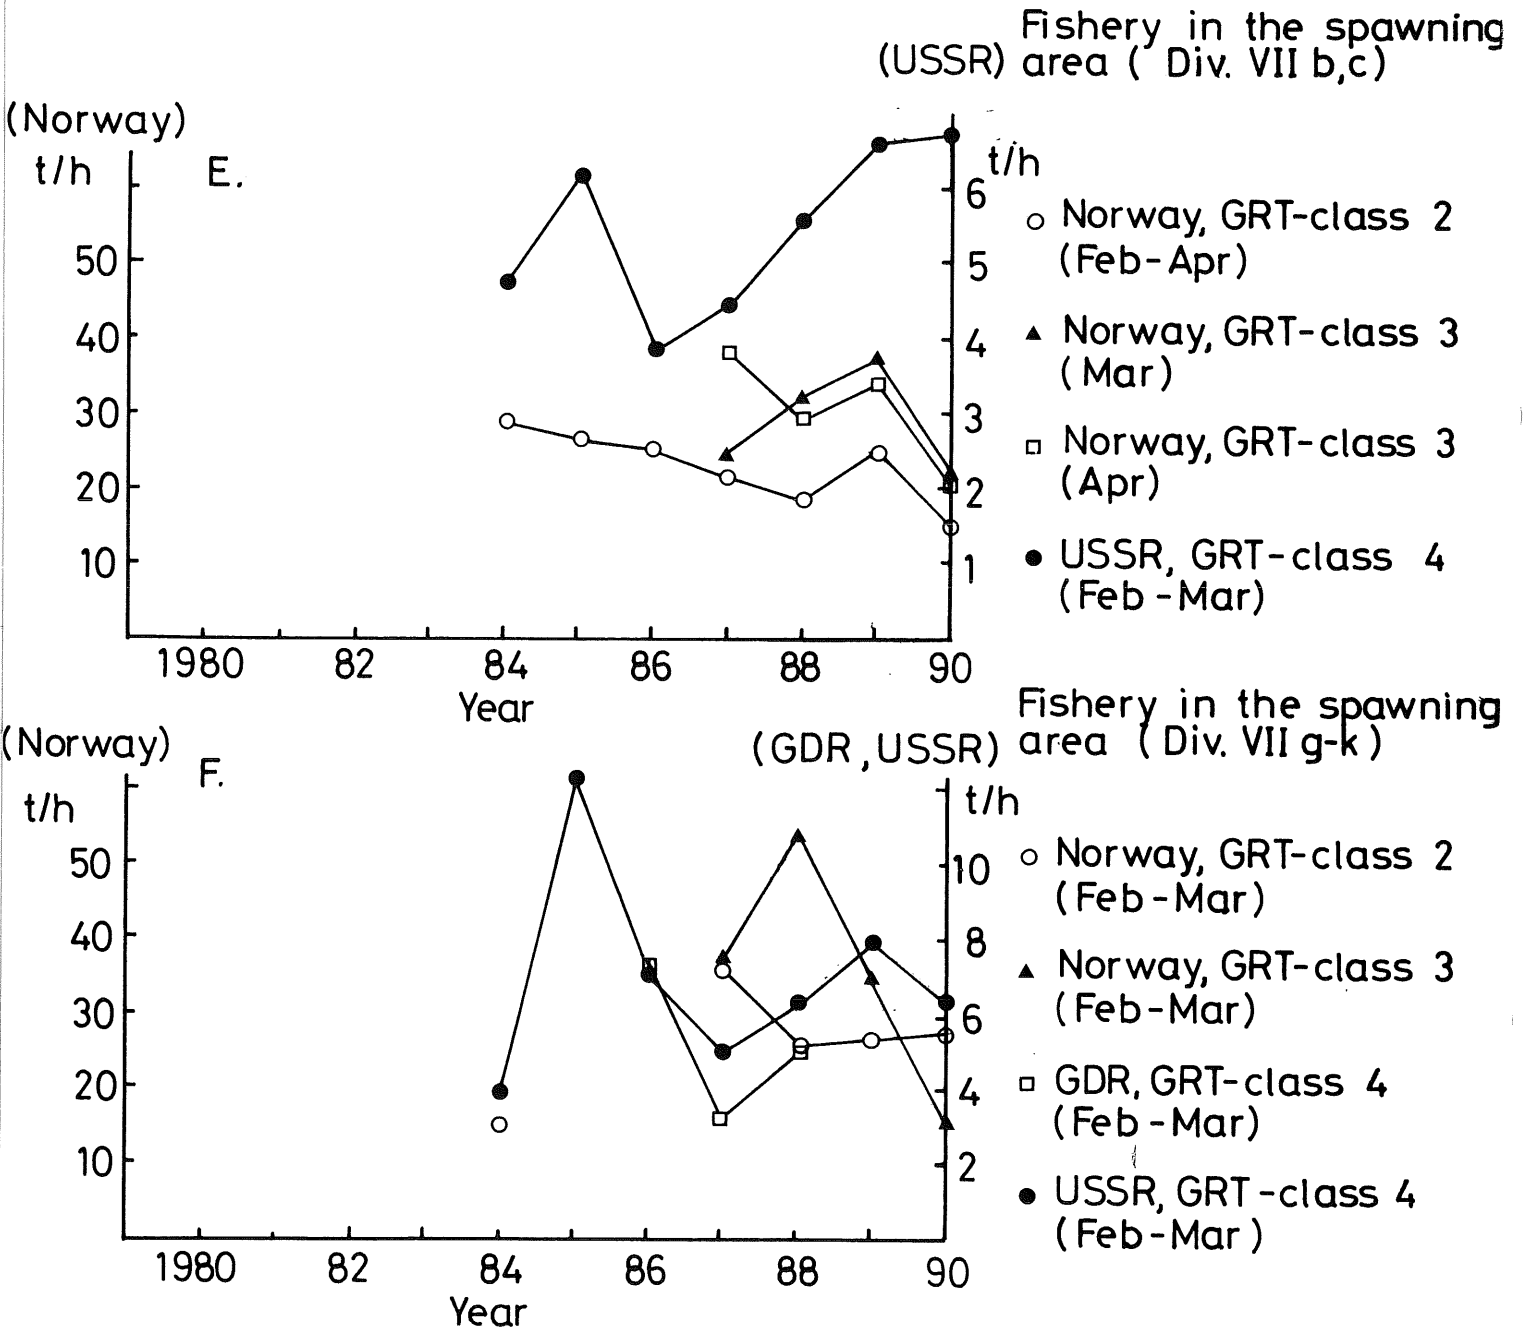 Fishery in the spawning
(USSR) area ( Div. VII b,c)
(Norway)
t/h
E.
t/h
6
50
5
40
4
30
3
20
2
10
1
○ Norway, GRT-class 2
(Feb-Apr)
▲ Norway, GRT-class 3
(Mar)
□ Norway, GRT-class 3
(Apr)
● USSR, GRT-class 4
(Feb-Mar)
1980 82 84 86 88 90
Year
Fishery in the spawning
(Norway)
(GDR, USSR) area (Div. VII g-k)
F.
t/h
t/h
50
10
40
8
30
6
20
4
10
2
○ Norway, GRT-class 2
(Feb-Mar)
▲ Norway, GRT-class 3
(Feb-Mar)
□ GDR, GRT-class 4
(Feb-Mar)
● USSR, GRT-class 4
(Feb-Mar)
1980 82 84 86 88 90
Year